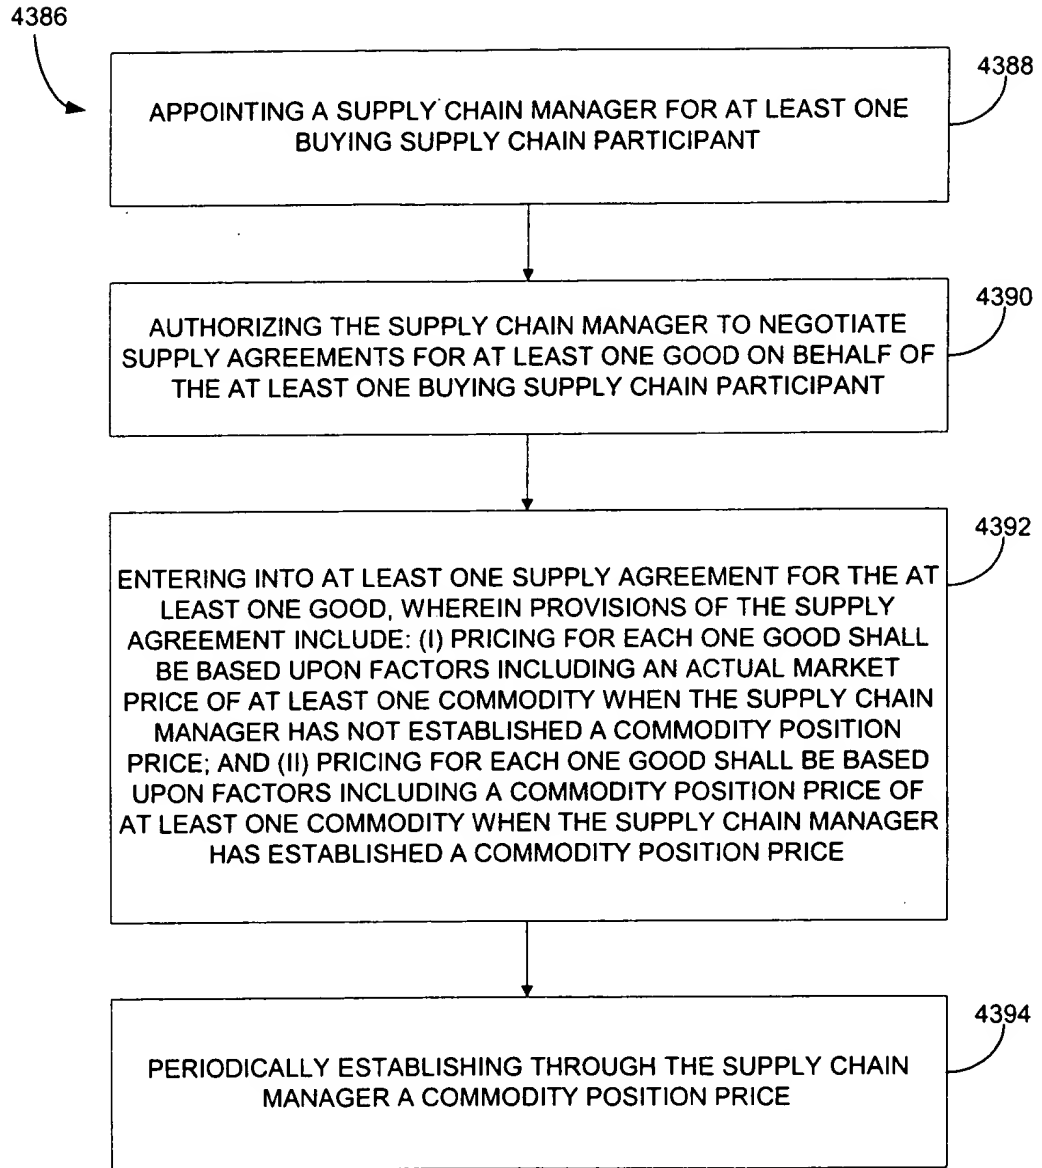 4386
4388
APPOINTING A SUPPLY CHAIN MANAGER FOR AT LEAST ONE
BUYING SUPPLY CHAIN PARTICIPANT
4390
AUTHORIZING THE SUPPLY CHAIN MANAGER TO NEGOTIATE
SUPPLY AGREEMENTS FOR AT LEAST ONE GOOD ON BEHALF OF
THE AT LEAST ONE BUYING SUPPLY CHAIN PARTICIPANT
4392
ENTERING INTO AT LEAST ONE SUPPLY AGREEMENT FOR THE AT
LEAST ONE GOOD, WHEREIN PROVISIONS OF THE SUPPLY
AGREEMENT INCLUDE: (I) PRICING FOR EACH ONE GOOD SHALL
BE BASED UPON FACTORS INCLUDING AN ACTUAL MARKET
PRICE OF AT LEAST ONE COMMODITY WHEN THE SUPPLY CHAIN
MANAGER HAS NOT ESTABLISHED A COMMODITY POSITION
PRICE; AND (II) PRICING FOR EACH ONE GOOD SHALL BE BASED
UPON FACTORS INCLUDING A COMMODITY POSITION PRICE OF
AT LEAST ONE COMMODITY WHEN THE SUPPLY CHAIN MANAGER
HAS ESTABLISHED A COMMODITY POSITION PRICE
4394
PERIODICALLY ESTABLISHING THROUGH THE SUPPLY CHAIN
MANAGER A COMMODITY POSITION PRICE